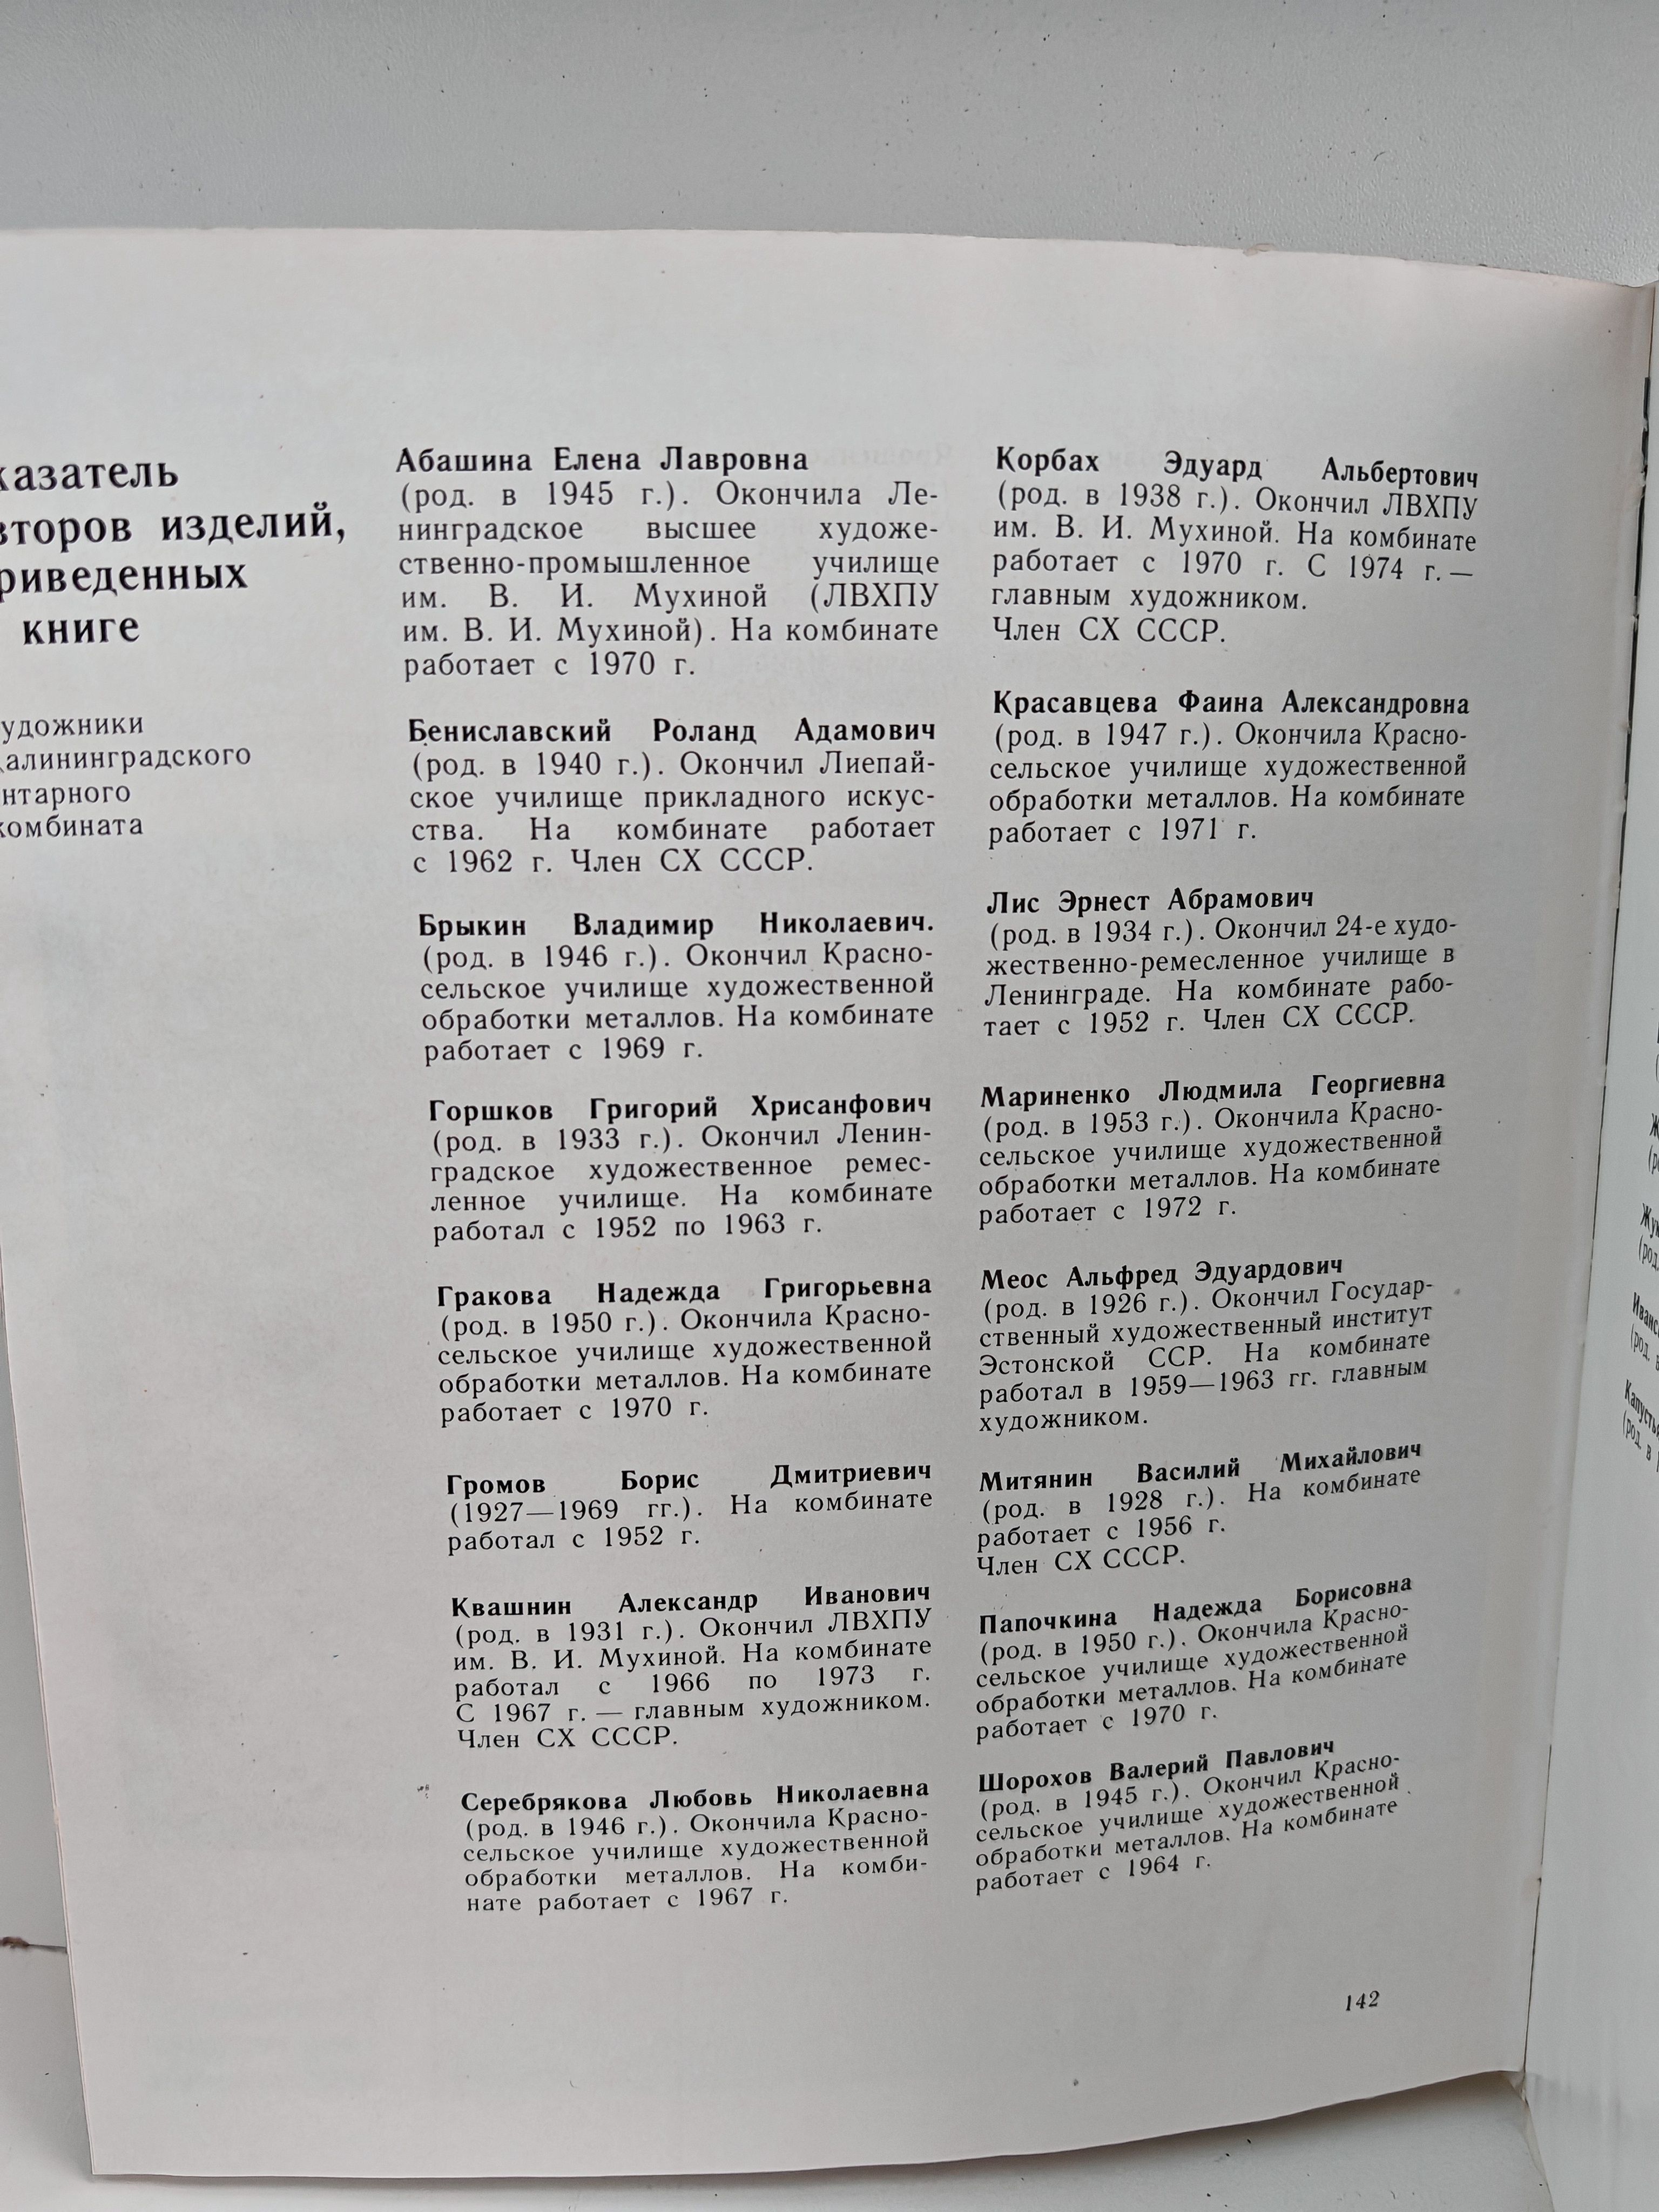 казатель
второв изделий,
риведенных
книге
удожники
алининградского
нтарного
комбината
Абашина Елена Лавровна
(род. в 1945 г.). Окончила Ле-
нинградское высшее художе-
ственно-промышленное училище
им. В. И. Мухиной (ЛВХПУ
им. В. И. Мухиной). На комбинате
работает с 1970 г.
Бениславский Роланд Адамович
(род. в 1940 г.). Окончил Лиепай-
ское училище прикладного искус-
ства. На комбинате работает
с 1962 г. Член СХ СССР.
Брыкин Владимир Николаевич.
(род. в 1946 г.). Окончил Красно-
сельское училище художественной
обработки металлов. На комбинате
работает с 1969 г.
Горшков Григорий Хрисанфович
(род. в 1933 г.). Окончил Ленин-
градское художественное ремес-
ленное училище. На комбинате
работал с 1952 по 1963 г.
Гракова Надежда Григорьевна
(род. в 1950 г.). Окончила Красно-
сельское училище художественной
обработки металлов. На комбинате
работает с 1970 г.
Громов Борис Дмитриевич
(1927—1969 гг.). На комбинате
работал с 1952 г.
Квашнин Александр Иванович
(род. в 1931 г.). Окончил ЛВХПУ
им. В. И. Мухиной. На комбинате
работал с 1966 по 1973 г.
С 1967 г. — главным художником.
Член СХ СССР.
Серебрякова Любовь Николаевна
(род. в 1946 г.). Окончила Красно-
сельское училище художественной
обработки металлов. На комби-
нате работает с 1967 г.
Корбах Эдуард Альбертович
(род. в 1938 г.). Окончил ЛВХПУ
им. В. И. Мухиной. На комбинате
работает с 1970 г. С 1974 г. —
главным художником.
Член СХ СССР.
Красавцева Фаина Александровна
(род. в 1947 г.). Окончила Красно-
сельское училище художественной
обработки металлов. На комбинате
работает с 1971 г.
Лис Эрнест Абрамович
(род. в 1934 г.). Окончил 24-е худо-
жественно-ремесленное училище в
Ленинграде. На комбинате рабо-
тает с 1952 г. Член СХ СССР.
Мариненко Людмила Георгиевна
(род. в 1953 г.). Окончила Красно-
сельское училище художественной
обработки металлов. На комбинате
работает с 1972 г.
Меос Альфред Эдуардович
(род. в 1926 г.). Окончил Государ-
ственный художественный институт
Эстонской ССР. На комбинате
работал в 1959—1963 гг. главным
художником.
Митянин Василий Михайлович
(род. в 1928 г.). На комбинате
работает с 1956 г.
Член СХ СССР.
Папочкина Надежда Борисовна
(род. в 1950 г.). Окончила Красно-
сельское училище художественной
обработки металлов. На комбинате
работает с 1970 г.
Шорохов Валерий Павлович
(род. в 1945 г.). Окончил Красно-
сельское училище художественной
обработки металлов. На комбинате
работает с 1964 г.
142